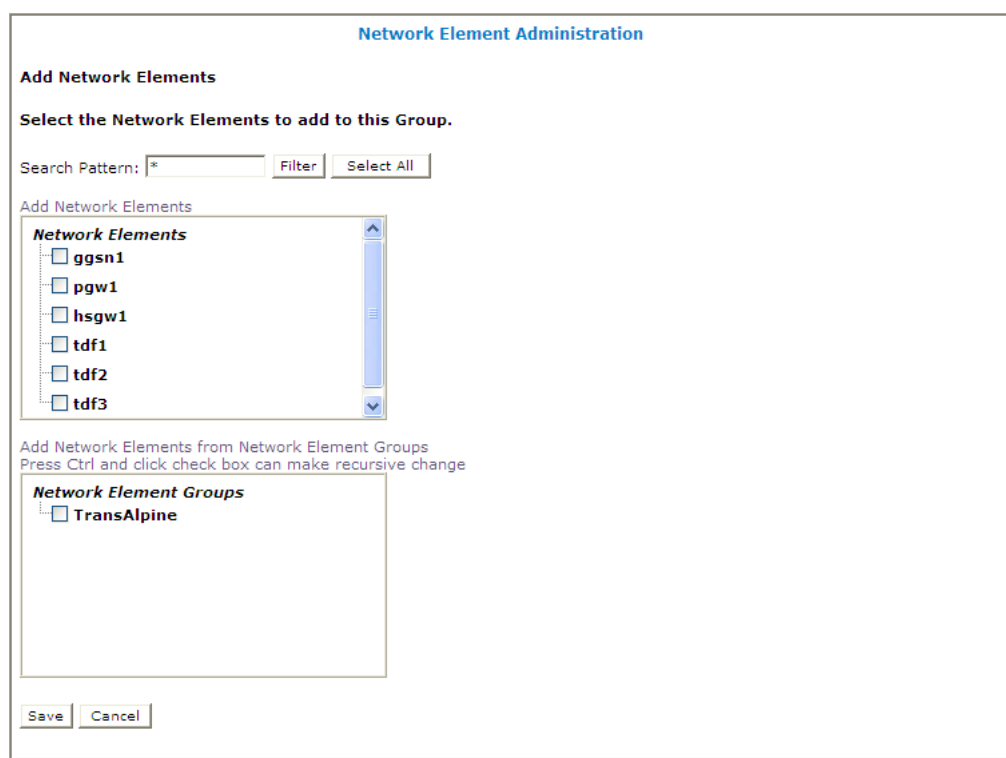 Network Element Administration
Add Network Elements
Select the Network Elements to add to this Group.
Search Pattern: * Filter Select All
Add Network Elements
Network Elements
ggsn1
pgw1
hsgw1
tdf1
tdf2
tdf3
Add Network Elements from Network Element Groups
Press Ctrl and click check box can make recursive change
Network Element Groups
TransAlpine
Save Cancel